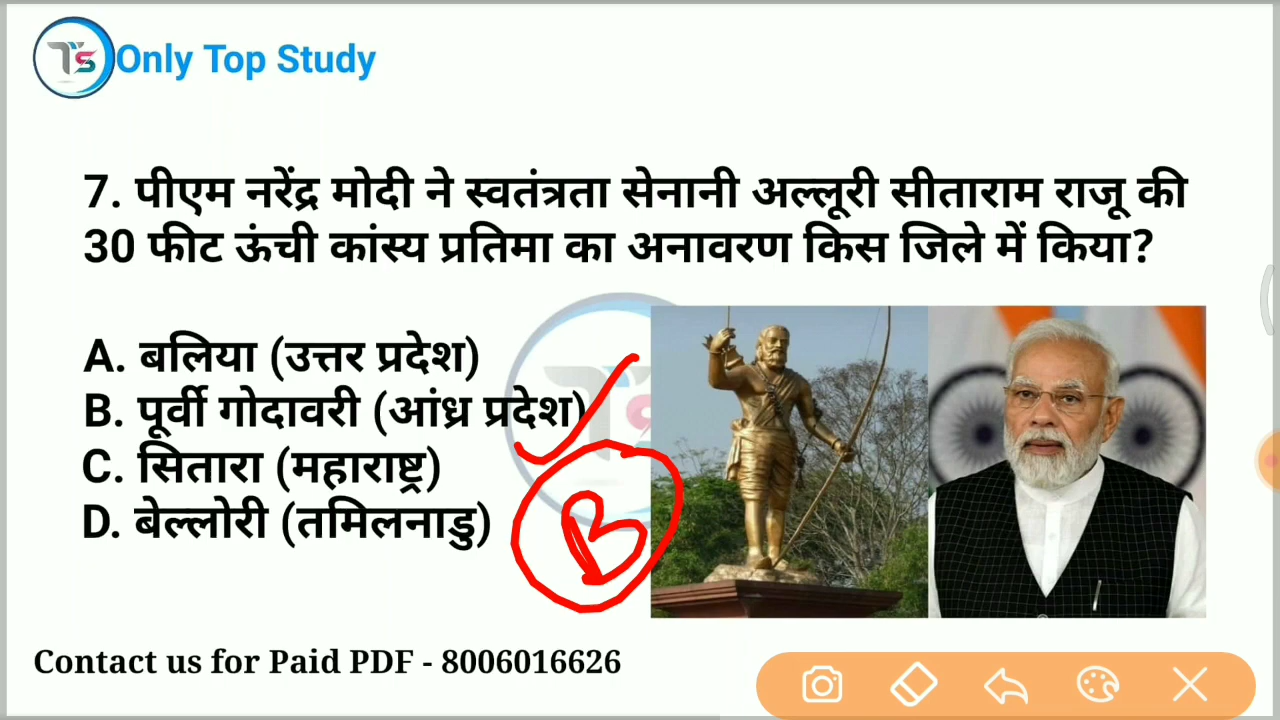 TS Only Top Study
7. पीएम नरेंद्र मोदी ने स्वतंत्रता सेनानी अल्लूरी सीताराम राजू की
30 फीट ऊंची कांस्य प्रतिमा का अनावरण किस जिले में किया?
A. बलिया (उत्तर प्रदेश)
B. पूर्वी गोदावरी (आंध्र प्रदेश)
C. सितारा (महाराष्ट्र)
D. बेल्लोरी (तमिलनाडु)
B
Contact us for Paid PDF - 8006016626